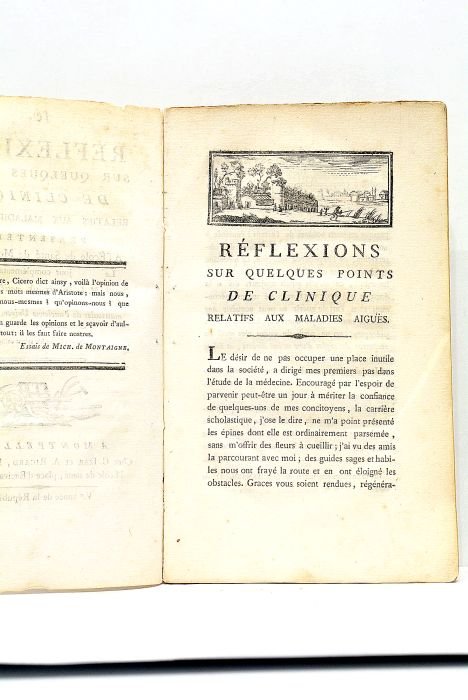 re, Cicero dict ainsy, voilà l'opinion de
s mots mesmes d'Aristote; mais nous,
nous-mesmes? qu'opinons-nous? que
n garde les opinions et le sçavoir d'aul-
tout; il les faut faire nostres.
Essais de MICH. de MONTAIGNE.
RÉFLEXIONS
SUR QUELQUES POINTS
DE CLINIQUE
RELATIFS AUX MALADIES AIGUËS.
LE désir de ne pas occuper une place inutile
dans la société, a dirigé mes premiers pas dans
l'étude de la médecine. Encouragé par l'espoir de
parvenir peut-être un jour à mériter la confiance
de quelques-uns de mes concitoyens, la carrière
scholastique, j'ose le dire, ne m'a point présenté
les épines dont elle est ordinairement parsemée,
sans m'offrir des fleurs à cueillir; j'ai vu des amis
la parcourant avec moi; des guides sages et habi-
les nous ont frayé la route et en ont éloigné les
obstacles. Graces vous soient rendues, régénéra-